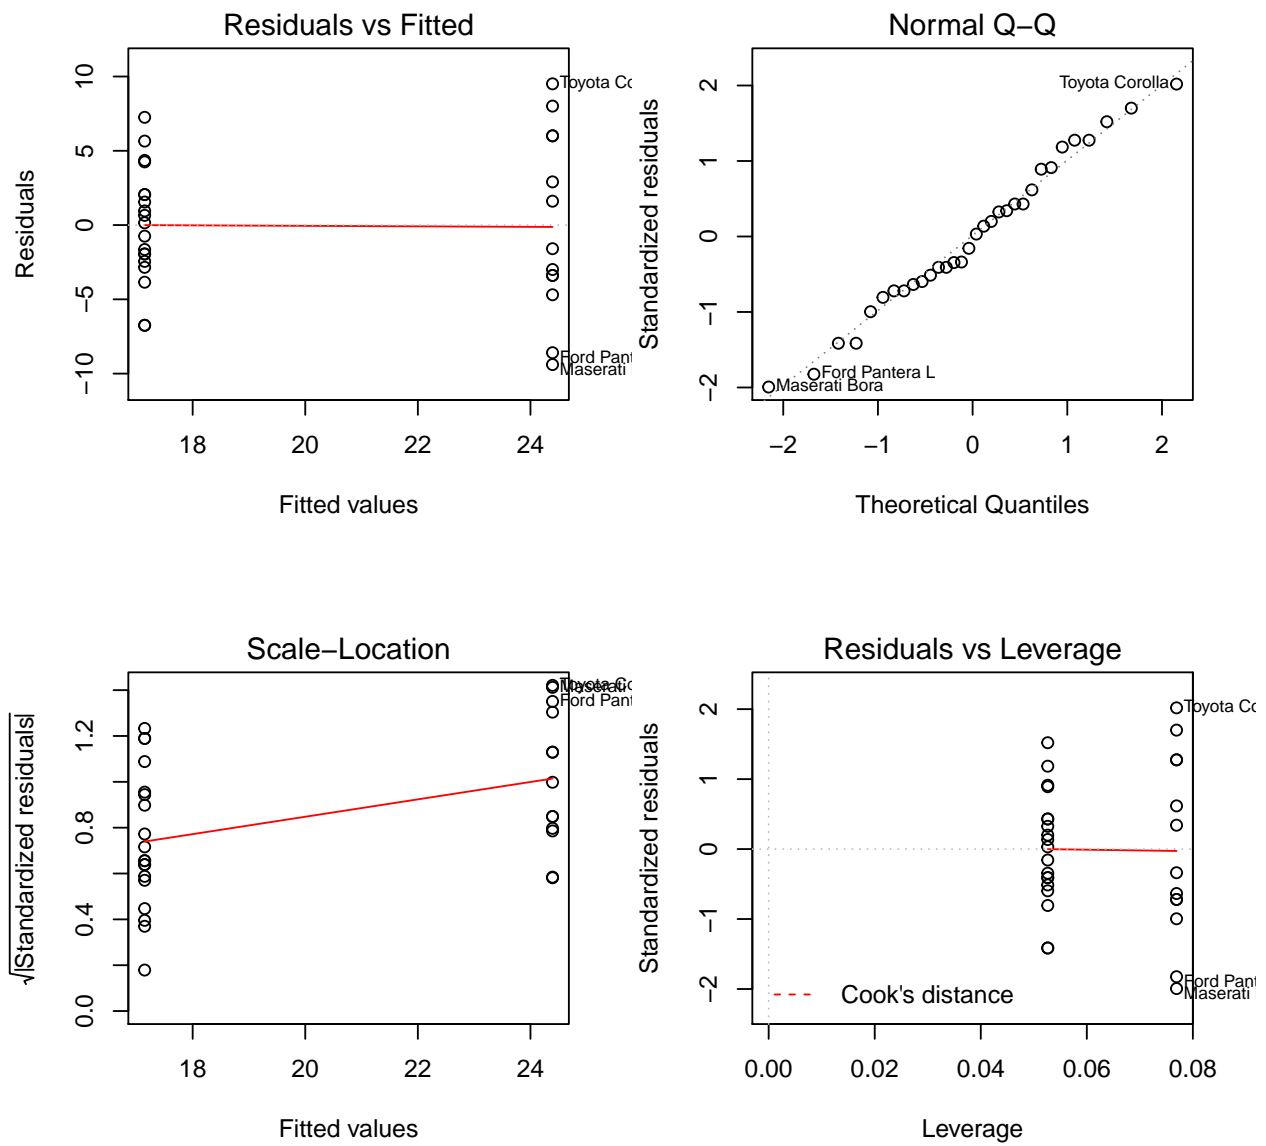 Residuals vs Fitted
Residuals
10
5
0
−5
−10
Toyota Co
Ford Pant
Maserati
18 20 22 24
Fitted values
Normal Q−Q
Standardized residuals
2
1
0
−1
−2
Toyota Corolla
Ford Pantera L
Maserati Bora
−2 −1 0 1 2
Theoretical Quantiles
Scale−Location
√|Standardized residuals|
1.2
0.8
0.4
0.0
Toyota Co
Maserati
Ford Pant
18 20 22 24
Fitted values
Residuals vs Leverage
Standardized residuals
2
1
0
−1
−2
Toyota Co
Ford Pant
Maserati
Cook's distance
0.00 0.02 0.04 0.06 0.08
Leverage